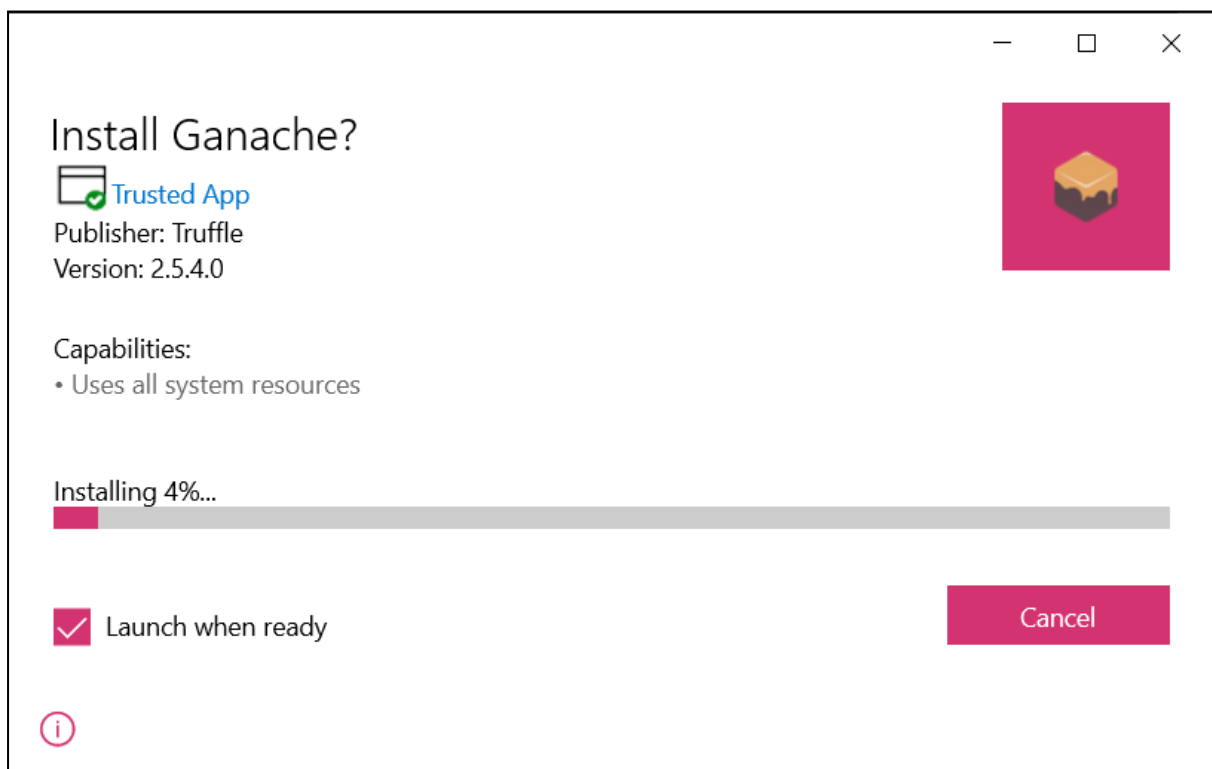 Install Ganache?
Trusted App
Publisher: Truffle
Version: 2.5.4.0
Capabilities:
• Uses all system resources
Installing 4%...
Launch when ready
Cancel